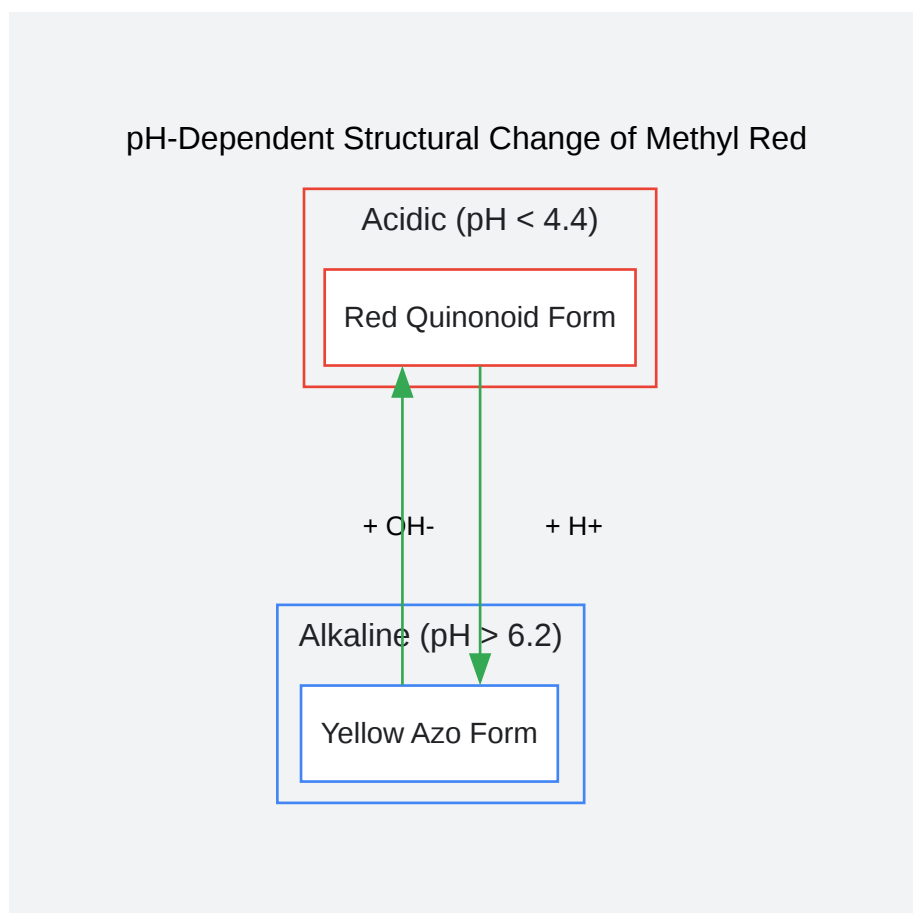 pH-Dependent Structural Change of Methyl Red
Acidic (pH < 4.4)
Red Quinonoid Form
+ OH-
+ H+
Alkaline (pH > 6.2)
Yellow Azo Form